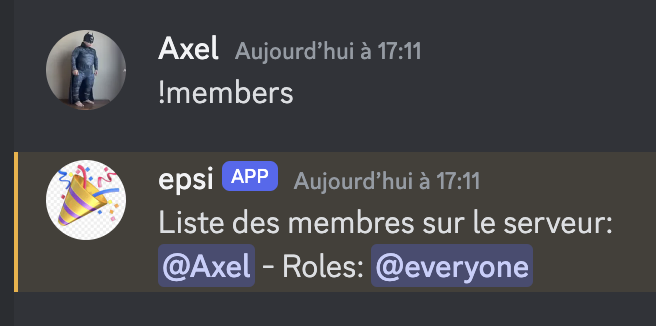 Axel Aujourd’hui à 17:11
!members
epsi APP Aujourd’hui à 17:11
Liste des membres sur le serveur:
@Axel - Roles: @everyone